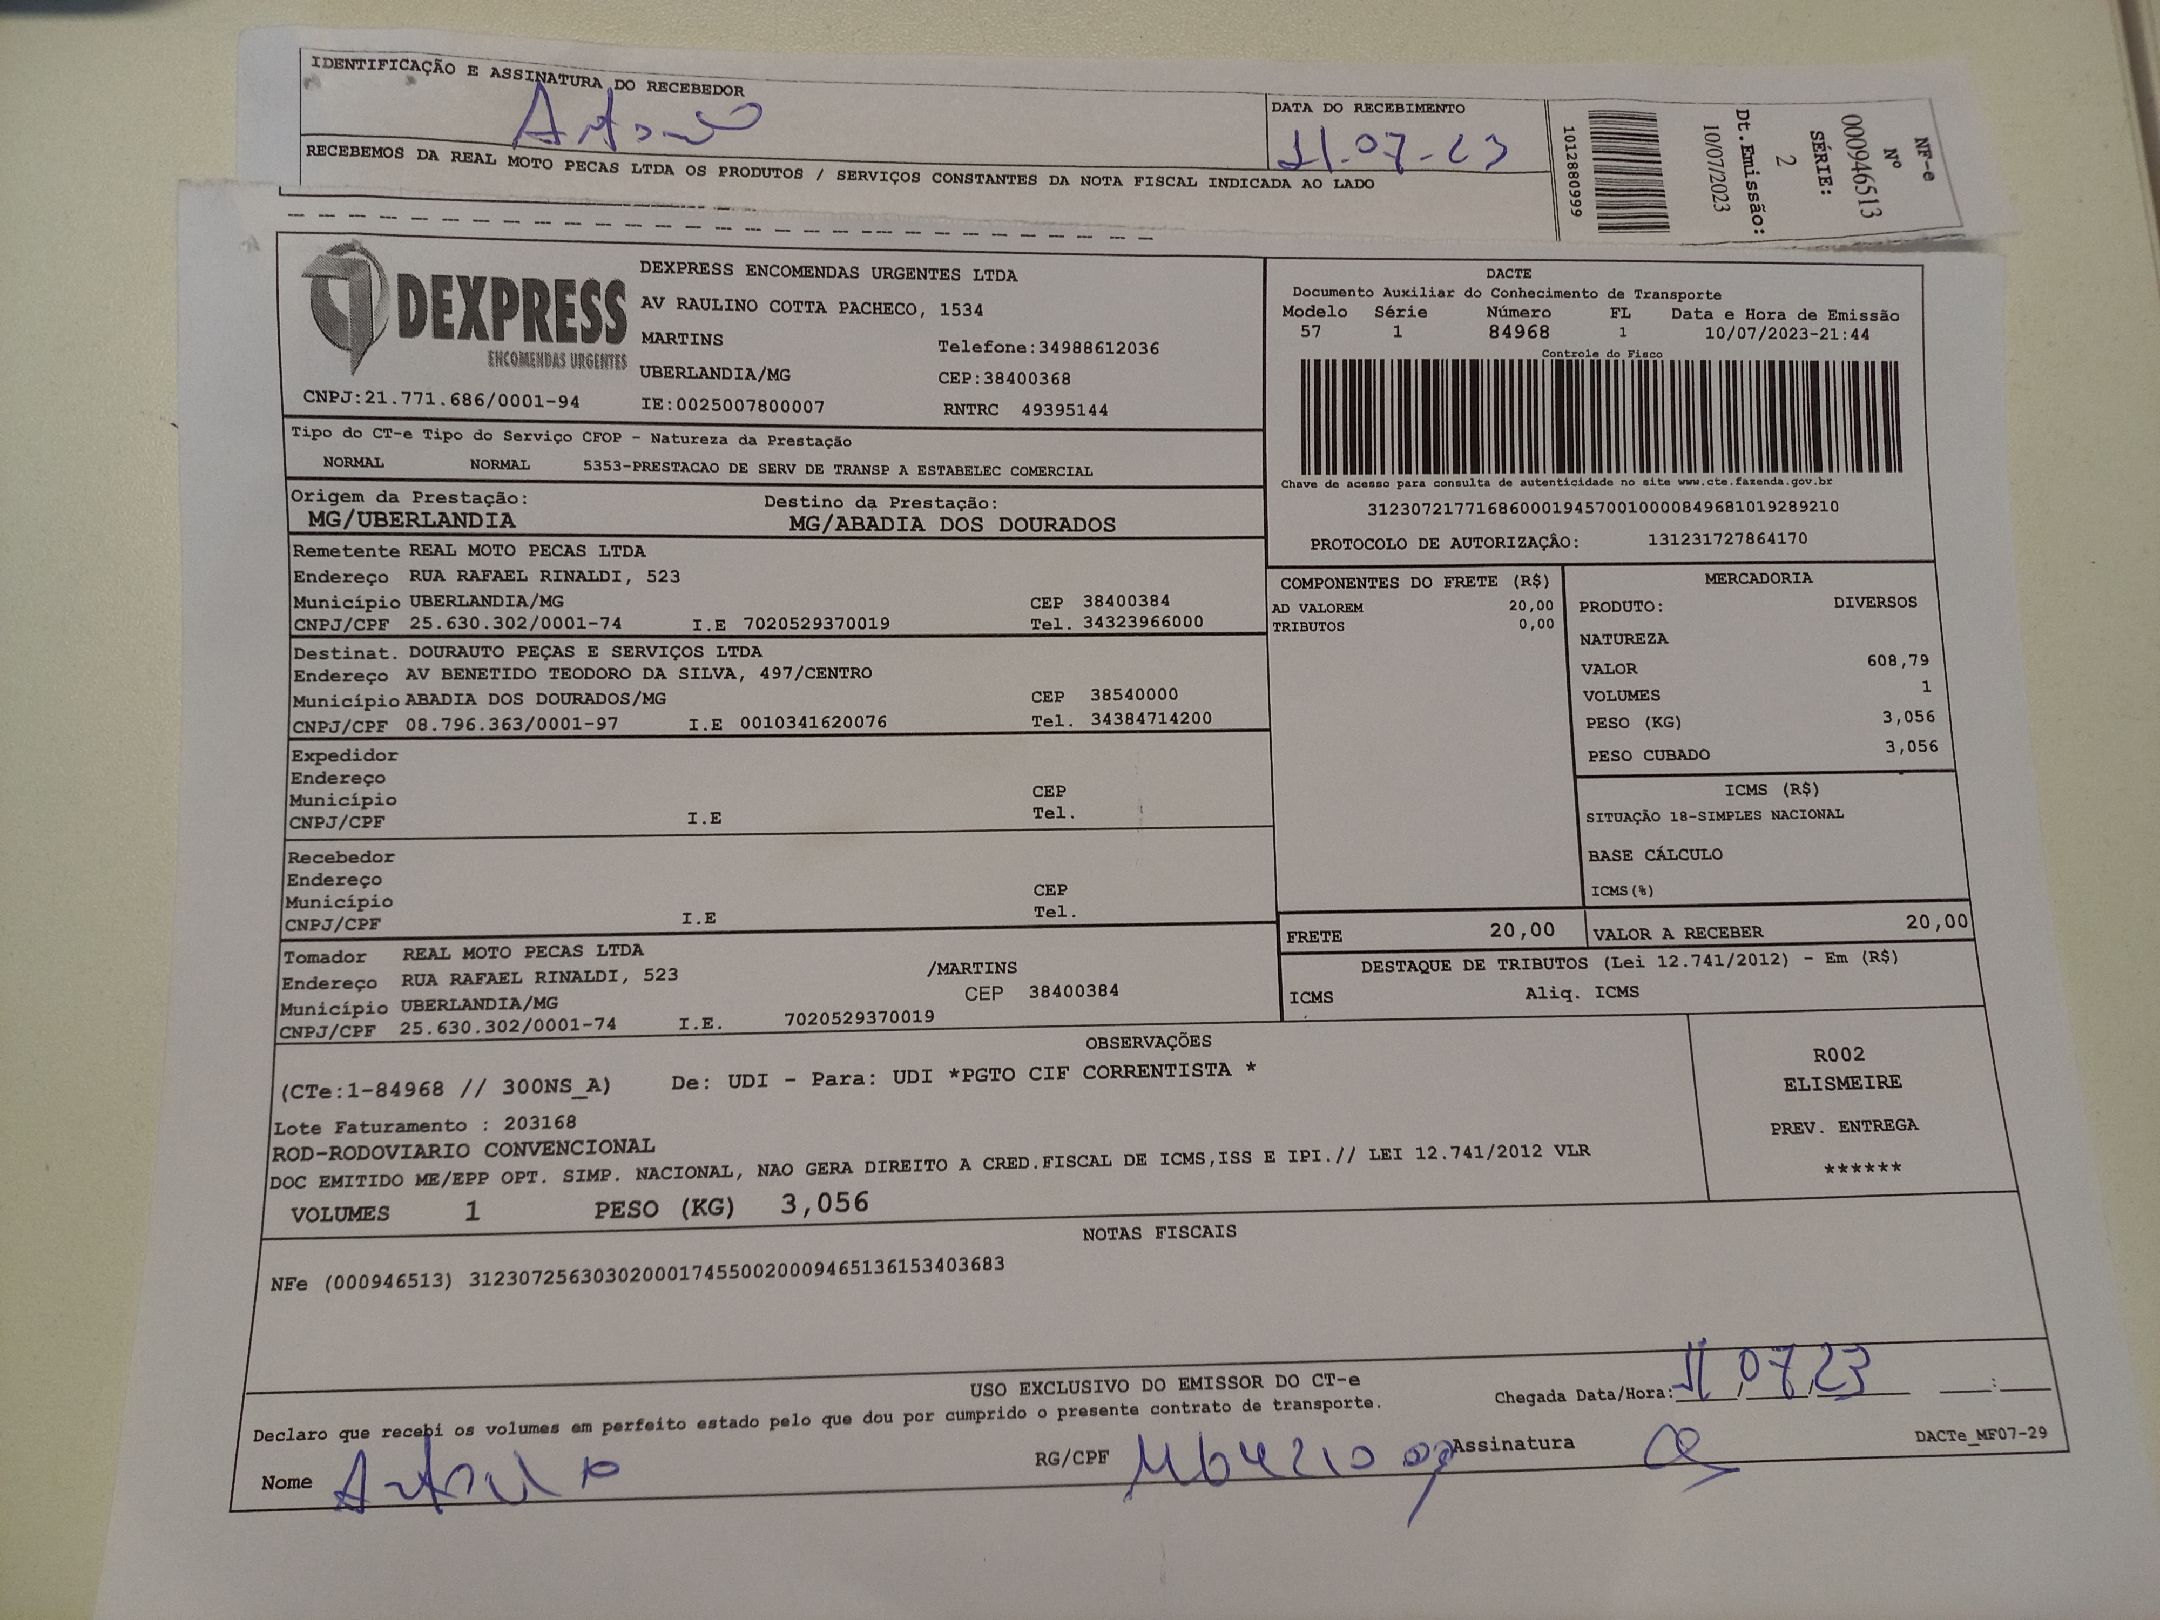 IDENTIFICAÇÃO E ASSINATURA DO RECEBEDOR
DATA DO RECEBIMENTO
11.07.23
RECEBEMOS DA REAL MOTO PECAS LTDA OS PRODUTOS / SERVIÇOS CONSTANTES DA NOTA FISCAL INDICADA AO LADO
1012880999
NF-e
Nº
000946513
SÉRIE:
2
Dt.Emissão:
10/07/2023
DEXPRESS
ENCOMENDAS URGENTES
CNPJ:21.771.686/0001-94
DEXPRESS ENCOMENDAS URGENTES LTDA
AV RAULINO COTTA PACHECO, 1534
MARTINS Telefone:34988612036
UBERLANDIA/MG CEP:38400368
IE:0025007800007 RNTRC 49395144
DACTE
Documento Auxiliar do Conhecimento de Transporte
Modelo Série Número FL Data e Hora de Emissão
57 1 84968 1 10/07/2023-21:44
Controle do Fisco
Chave de acesso para consulta de autenticidade no site www.cte.fazenda.gov.br
31230721771686000194570010000849681019289210
PROTOCOLO DE AUTORIZAÇÂO: 131231727864170
Tipo do CT-e Tipo do Serviço CFOP - Natureza da Prestação
NORMAL NORMAL 5353-PRESTACAO DE SERV DE TRANSP A ESTABELEC COMERCIAL
Origem da Prestação: Destino da Prestação:
MG/UBERLANDIA MG/ABADIA DOS DOURADOS
Remetente REAL MOTO PECAS LTDA
Endereço RUA RAFAEL RINALDI, 523
Município UBERLANDIA/MG CEP 38400384
CNPJ/CPF 25.630.302/0001-74 I.E 7020529370019 Tel. 34323966000
Destinat. DOURAUTO PEÇAS E SERVIÇOS LTDA
Endereço AV BENETIDO TEODORO DA SILVA, 497/CENTRO
Município ABADIA DOS DOURADOS/MG CEP 38540000
CNPJ/CPF 08.796.363/0001-97 I.E 0010341620076 Tel. 34384714200
Expedidor
Endereço
Município CEP
CNPJ/CPF I.E Tel.
Recebedor
Endereço
Município CEP
CNPJ/CPF I.E Tel.
Tomador REAL MOTO PECAS LTDA
Endereço RUA RAFAEL RINALDI, 523 /MARTINS
Município UBERLANDIA/MG CEP 38400384
CNPJ/CPF 25.630.302/0001-74 I.E. 7020529370019
COMPONENTES DO FRETE (R$)
AD VALOREM 20,00
TRIBUTOS 0,00
MERCADORIA
PRODUTO: DIVERSOS
NATUREZA
VALOR 608,79
VOLUMES 1
PESO (KG) 3,056
PESO CUBADO 3,056
ICMS (R$)
SITUAÇÃO 18-SIMPLES NACIONAL
BASE CÁLCULO
ICMS(%)
FRETE 20,00 VALOR A RECEBER 20,00
DESTAQUE DE TRIBUTOS (Lei 12.741/2012) - Em (R$)
ICMS Aliq. ICMS
OBSERVAÇÕES
(CTe:1-84968 // 300NS_A) De: UDI - Para: UDI *PGTO CIF CORRENTISTA *
Lote Faturamento : 203168
ROD-RODOVIARIO CONVENCIONAL
DOC EMITIDO ME/EPP OPT. SIMP. NACIONAL, NAO GERA DIREITO A CRED.FISCAL DE ICMS,ISS E IPI.// LEI 12.741/2012 VLR
VOLUMES 1 PESO (KG) 3,056
R002
ELISMEIRE
PREV. ENTREGA
******
NOTAS FISCAIS
NFe (000946513) 31230725630302000174550020009465136153403683
USO EXCLUSIVO DO EMISSOR DO CT-e
Chegada Data/Hora: 11/07/23 __:__
Declaro que recebi os volumes em perfeito estado pelo que dou por cumprido o presente contrato de transporte.
Nome RG/CPF Assinatura
DACTe_MF07-29